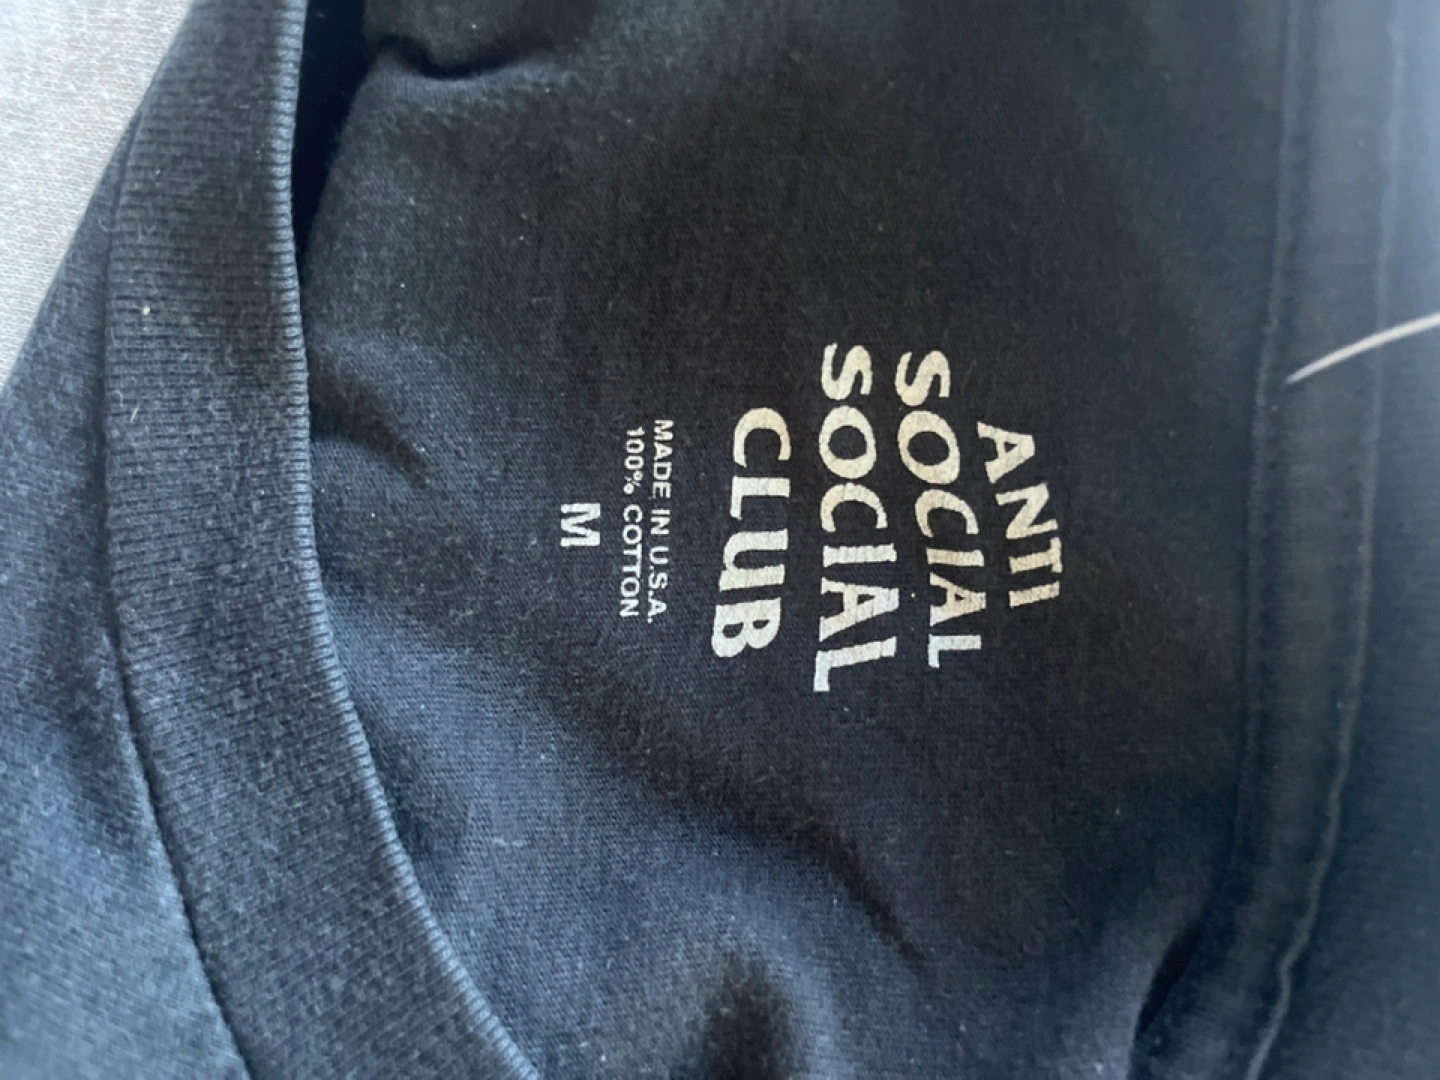 ANTI
SOCIAL
SOCIAL
CLUB
MADE IN U.S.A.
100% COTTON
M